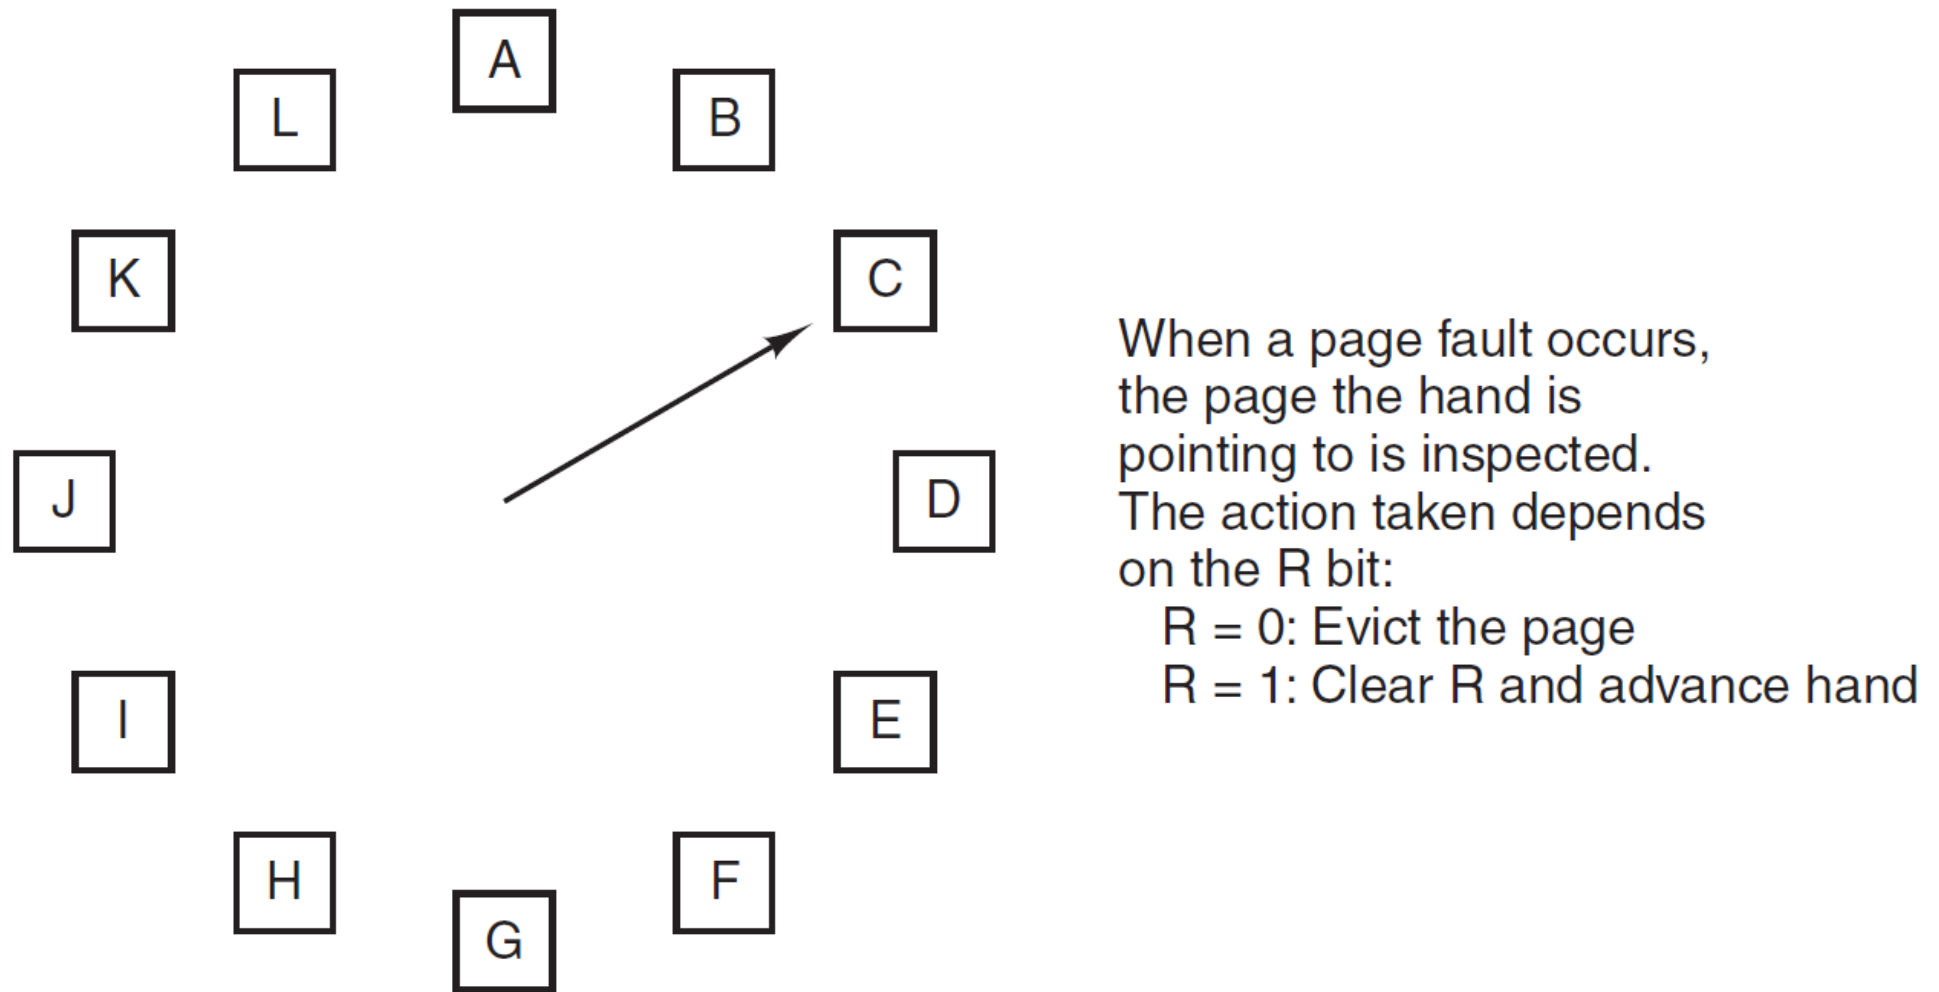 A
L
B
K
C
When a page fault occurs,
the page the hand is
pointing to is inspected.
J
D
The action taken depends
on the R bit:
R = 0: Evict the page
R = 1: Clear R and advance hand
I
E
H
F
G